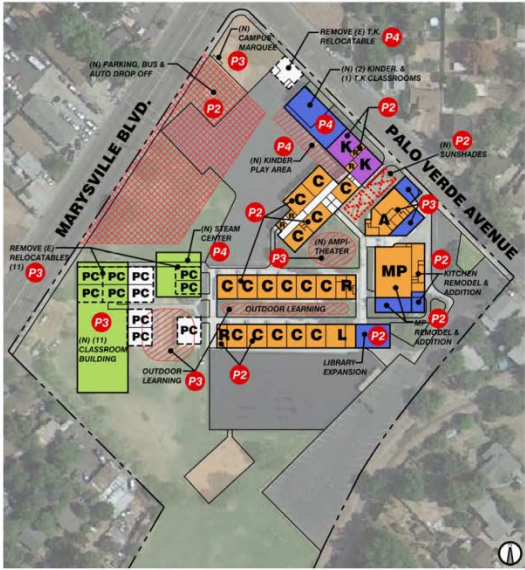 (N)
CAMPUS
MARQUEE
P3
REMOVE (E) T.K.
RELOCATABLE
P4
(N) PARKING, BUS &
AUTO DROP OFF
P2
(N) (2) KINDER. &
(1) T.K CLASSROOMS
P2
MARYSVILLE BLVD.
PALO VERDE AVENUE
P4
P4
(N) KINDER
PLAY AREA
K
R
R
K
P2
(N)
SUNSHADES
C
C
C
C
C
C
R
R
P2
A
P3
(N) STEAM
CENTER
P4
(N) AMPI-
THEATER
P3
REMOVE (E)
RELOCATABLES
(11)
P3
PC
PC
PC
PC
PC
PC
PC
PC
PC
PC
PC
MP
P2
KITCHEN
REMODEL &
ADDITION
C C C C C C R
OUTDOOR LEARNING
R C C C C C L
P2
MP
REMODEL &
ADDITION
P2
P3
(N) (11)
CLASSROOM
BUILDING
OUTDOOR
LEARNING
P3
P2
LIBRARY
EXPANSION